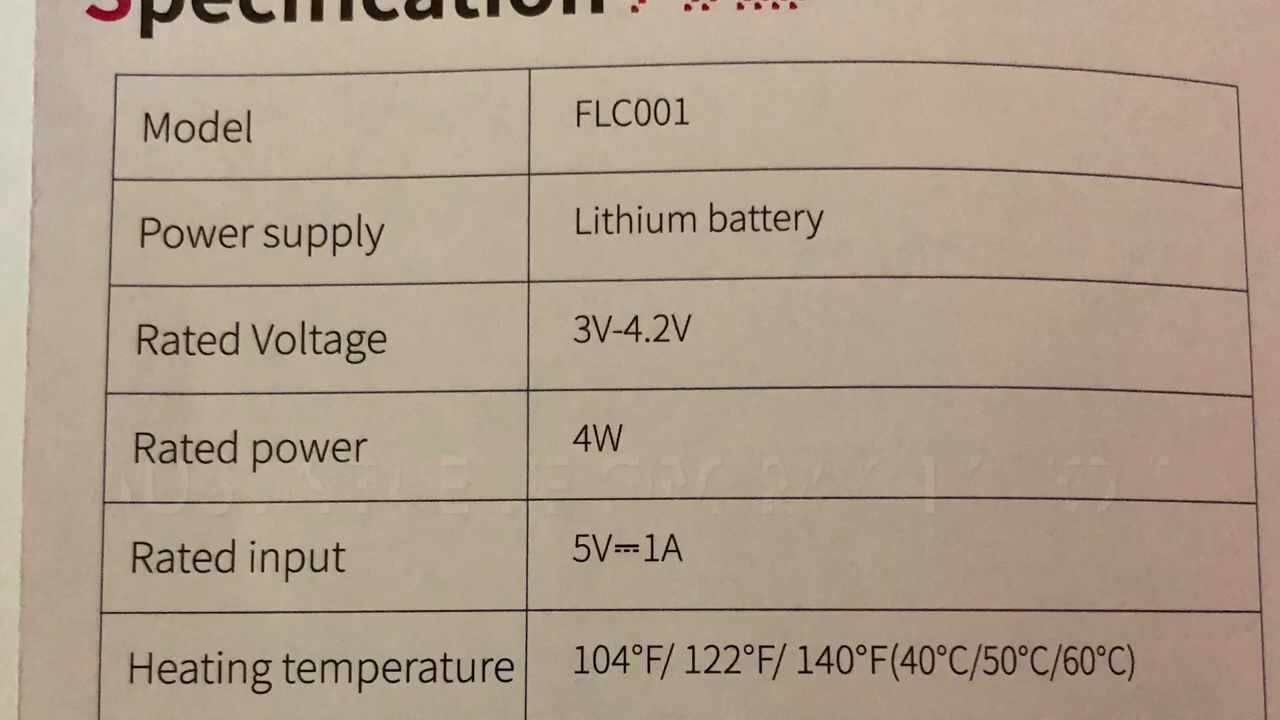 Specification
Model FLC001
Power supply Lithium battery
Rated Voltage 3V-4.2V
Rated power 4W
Rated input 5V⎓1A
Heating temperature 104°F/ 122°F/ 140°F(40°C/50°C/60°C)